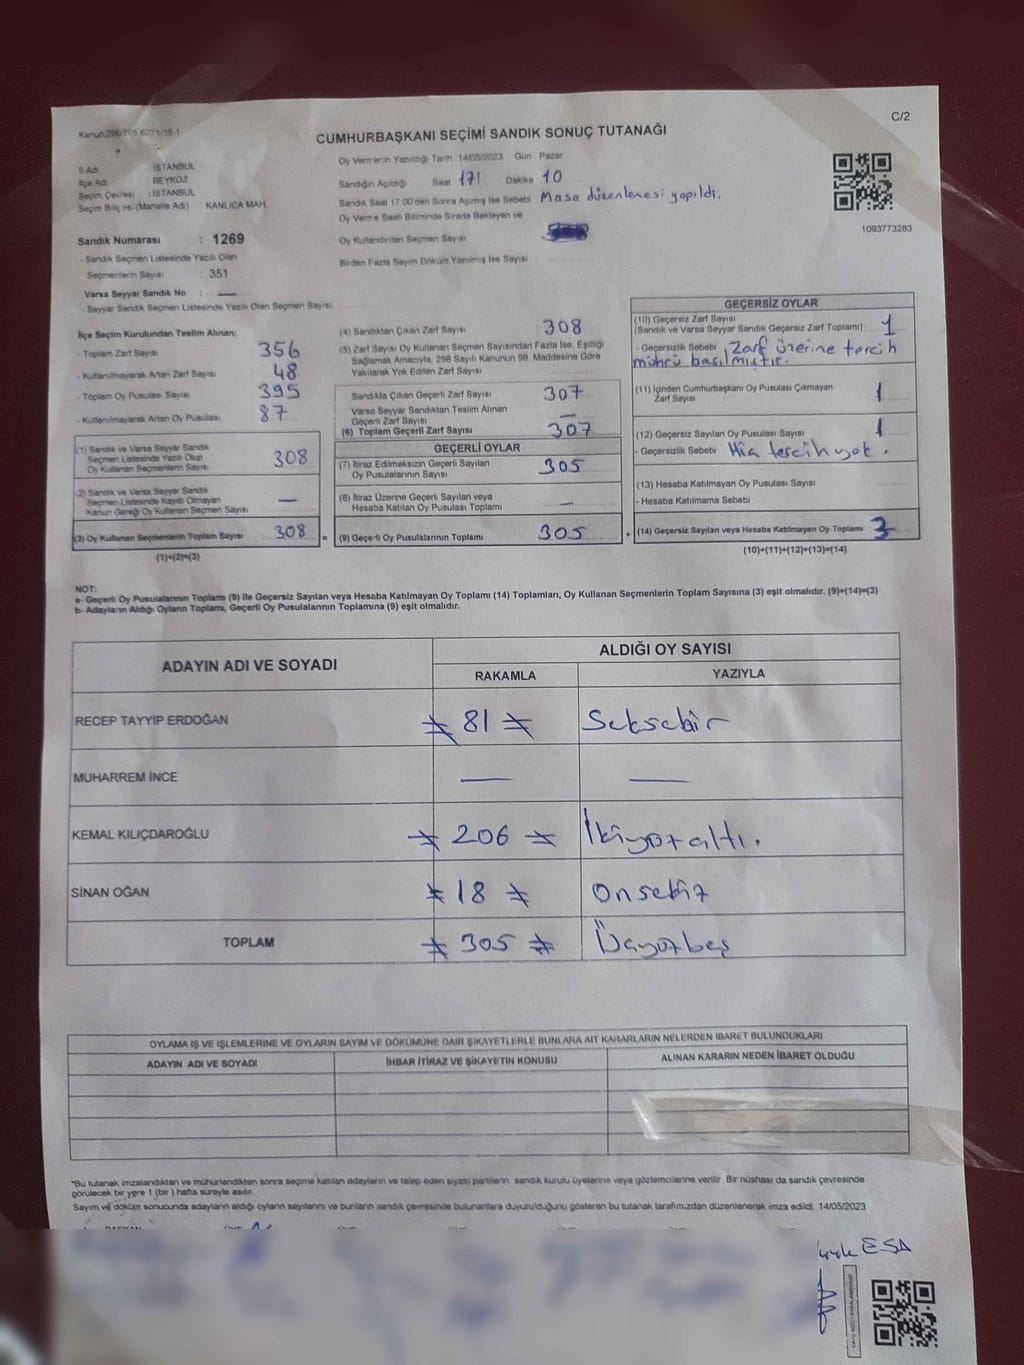 C/2
CUMHURBAŞKANI SEÇİMİ SANDIK SONUÇ TUTANAĞI
İl Adı : İSTANBUL
İlçe Adı : BEYKOZ
Seçim Çevresi : İSTANBUL
Seçim Bölgesi (Mahalle Adı) KANLICA MAH.
Oy Vermenin Yapıldığı Tarih 14/05/2023 Gün Pazar
Sandığın Açıldığı Saat 17 Dakika 10
Sandık Saat 17:00'den Sonra Açılmış İse Sebebi Masa düzenlemesi yapıldı.
Oy Verme Saati Bitiminde Sırada Bekleyen ve
Oy Kullandırılan Seçmen Sayısı
Birden Fazla Sayım Döküm Yapılmış İse Sayısı
1093773283
Sandık Numarası : 1269
- Sandık Seçmen Listesinde Yazılı Olan
Seçmenlerin Sayısı : 351
Varsa Seyyar Sandık No : —
- Seyyar Sandık Seçmen Listesinde Yazılı Olan Seçmen Sayısı
İlçe Seçim Kurulundan Teslim Alınan;
- Toplam Zarf Sayısı 356
- Kullanılmayarak Artan Zarf Sayısı 48
- Toplam Oy Pusulası Sayısı 395
- Kullanılmayarak Artan Oy Pusulası 87
(1) Sandık ve Varsa Seyyar Sandık
Seçmen Listesinde Yazılı Olup
Oy Kullanan Seçmenlerin Sayısı 308
(2) Sandık ve Varsa Seyyar Sandık
Seçmen Listesinde Kayıtlı Olmayan
Kanun Gereği Oy Kullanan Seçmen Sayısı —
(3) Oy Kullanan Seçmenlerin Toplam Sayısı 308 =
(1)+(2)=(3)
(4) Sandıktan Çıkan Zarf Sayısı 308
(5) Zarf Sayısı Oy Kullanan Seçmen Sayısından Fazla İse, Eşitliği
Sağlamak Amacıyla, 298 Sayılı Kanunun 98. Maddesine Göre
Yakılarak Yok Edilen Zarf Sayısı
Sandıkta Çıkan Geçerli Zarf Sayısı 307
Varsa Seyyar Sandıktan Teslim Alınan
Geçerli Zarf Sayısı —
(6) Toplam Geçerli Zarf Sayısı 307
GEÇERLİ OYLAR
(7) İtiraz Edilmeksizin Geçerli Sayılan
Oy Pusulalarının Sayısı 305
(8) İtiraz Üzerine Geçerli Sayılan veya
Hesaba Katılan Oy Pusulası Toplamı —
(9) Geçerli Oy Pusulalarının Toplamı 305 +
GEÇERSİZ OYLAR
(10) Geçersiz Zarf Sayısı
(Sandık ve Varsa Seyyar Sandık Geçersiz Zarf Toplamı) 1
- Geçersizlik Sebebi Zarf üzerine tercih
mührü basılmıştır.
(11) İçinden Cumhurbaşkanı Oy Pusulası Çıkmayan
Zarf Sayısı 1
(12) Geçersiz Sayılan Oy Pusulası Sayısı 1
- Geçersizlik Sebebi Hiç tercih yok.
(13) Hesaba Katılmayan Oy Pusulası Sayısı
- Hesaba Katılmama Sebebi
(14) Geçersiz Sayılan veya Hesaba Katılmayan Oy Toplamı 3
(10)+(11)+(12)+(13)=(14)
NOT:
a- Geçerli Oy Pusulalarının Toplamı (9) ile Geçersiz Sayılan veya Hesaba Katılmayan Oy Toplamı (14) Toplamları, Oy Kullanan Seçmenlerin Toplam Sayısına (3) eşit olmalıdır. (9)+(14)=(3)
b- Adayların Aldığı Oyların Toplamı, Geçerli Oy Pusulalarının Toplamına (9) eşit olmalıdır.
ADAYIN ADI VE SOYADI
ALDIĞI OY SAYISI
RAKAMLA YAZIYLA
RECEP TAYYİP ERDOĞAN 81 Seksebir
MUHARREM İNCE — —
KEMAL KILIÇDAROĞLU 206 İkiyüzaltı.
SİNAN OĞAN 18 Onsekiz
TOPLAM 305 Üçyüzbeş
OYLAMA İŞ VE İŞLEMLERİNE VE OYLARIN SAYIM VE DÖKÜMÜNE DAİR ŞİKAYETLERLE BUNLARA AİT KARARLARIN NELERDEN İBARET BULUNDUKLARI
ADAYIN ADI VE SOYADI İHBAR İTİRAZ VE ŞİKAYETİN KONUSU ALINAN KARARIN NEDEN İBARET OLDUĞU
*Bu tutanak imzalandıktan ve mühürlendikten sonra seçime katılan adayların ve talep eden siyasi partilerin sandık kurulu üyelerine veya gözlemcilerine verilir. Bir nüshası da sandık çevresinde
görülecek bir yere 1 (bir) hafta süreyle asılır.
Sayım ve döküm sonucunda adayların aldığı oyların sayılarını ve bunların sandık çevresinde bulunanlara duyurulduğunu gösteren bu tutanak tarafımızdan düzenlenerek imza edildi. 14/05/2023
ESA